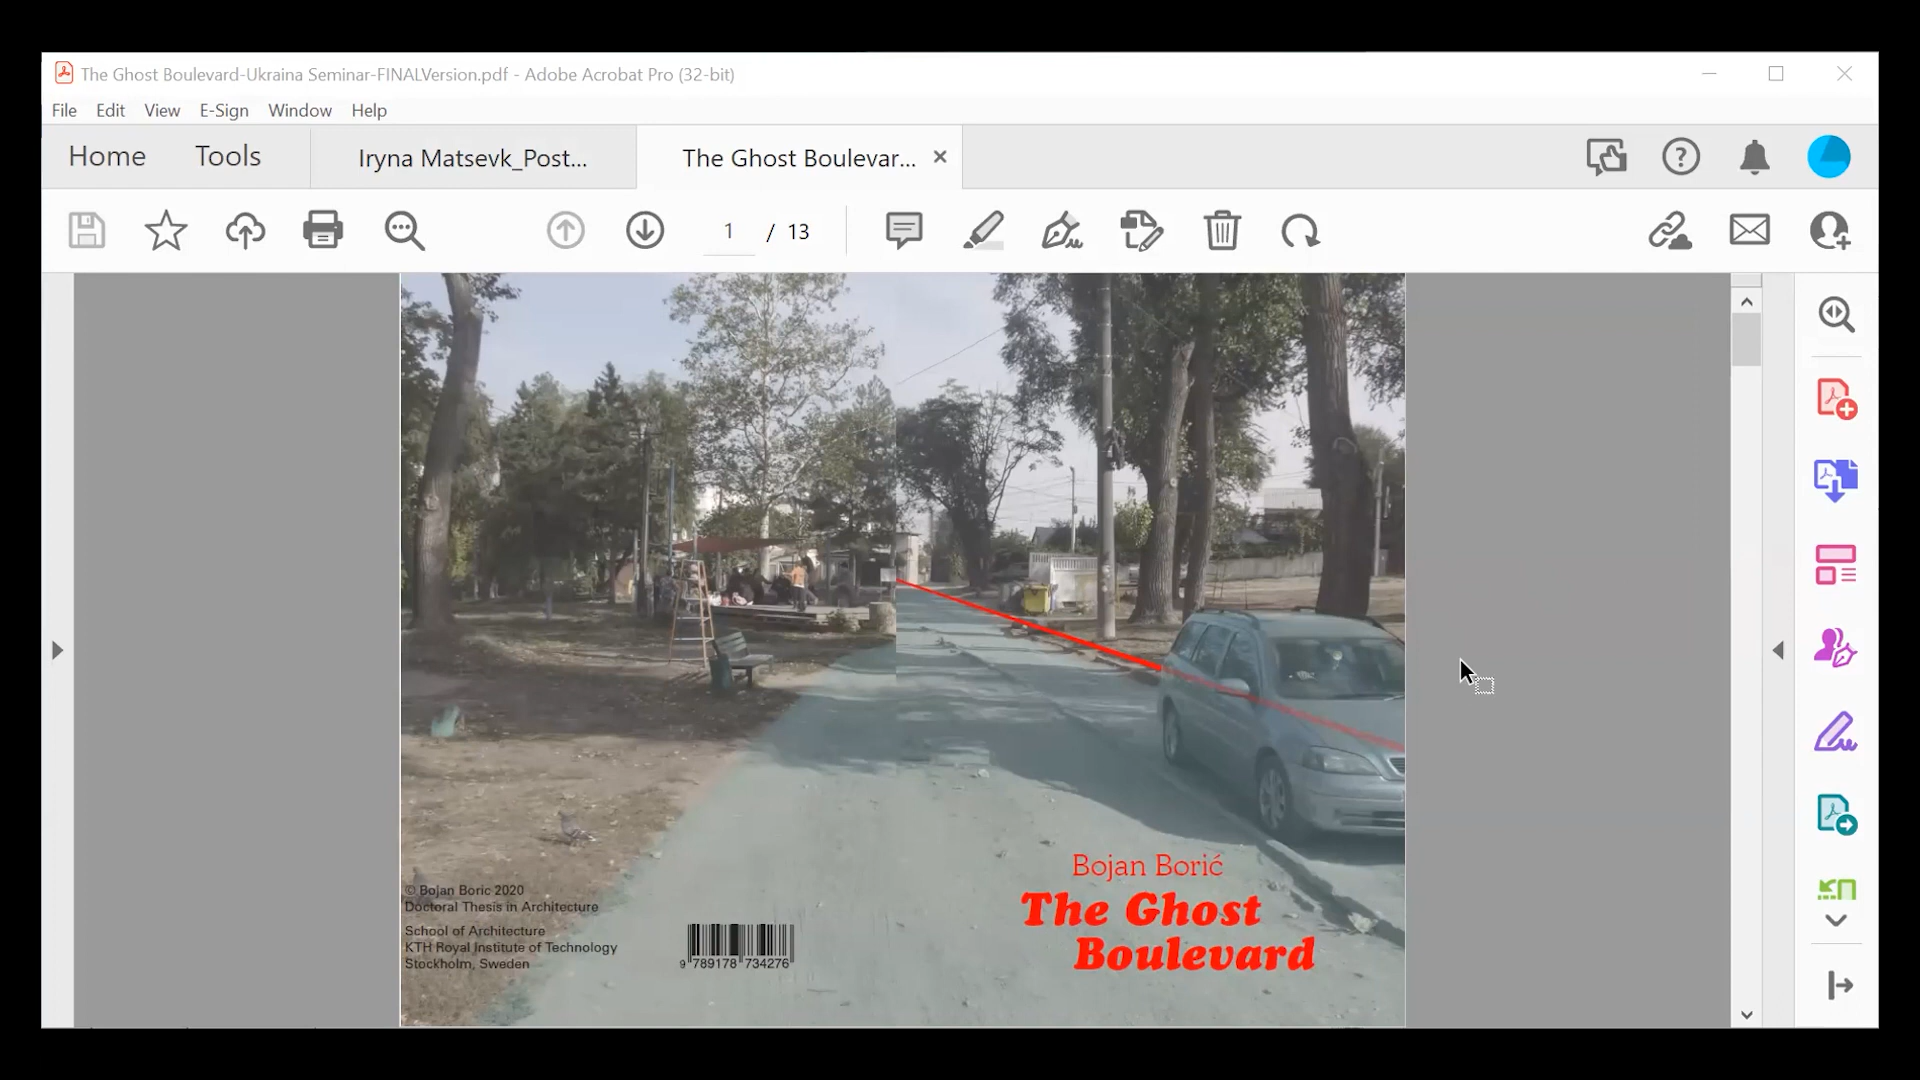 The Ghost Boulevard-Ukraina Seminar-FINALVersion.pdf - Adobe Acrobat Pro (32-bit)
File Edit View E-Sign Window Help
Home Tools Iryna Matsevk_Post... The Ghost Boulevar...
1 / 13
Bojan Borić
The Ghost
Boulevard
© Bojan Boric 2020
Doctoral Thesis in Architecture
School of Architecture
KTH Royal Institute of Technology
Stockholm, Sweden
9 789178 734276